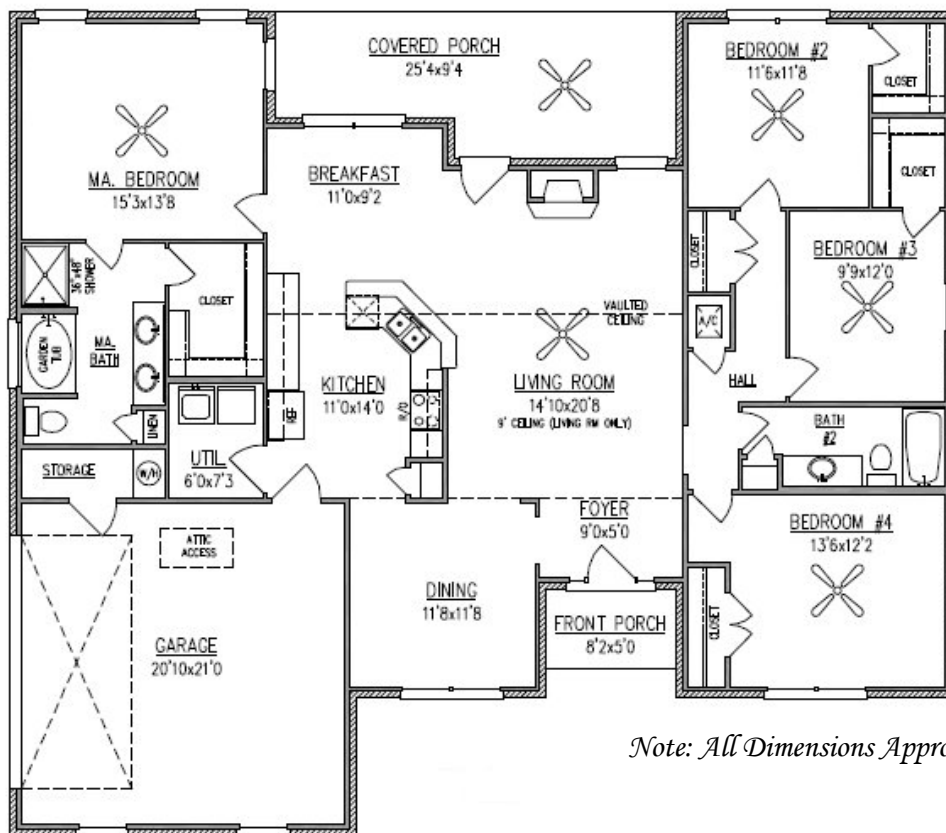 COVERED PORCH
25'4x9'4
BEDROOM #2
11'6x11'8
CLOSET
MA. BEDROOM
15'3x13'8
BREAKFAST
11'0x9'2
CLOSET
36"x48"
SHOWER
CLOSET
CLOSET
BEDROOM #3
9'9x12'0
VAULTED
CEILING
A/C
GARDEN
TUB
MA.
BATH
KITCHEN
11'0x14'0
R/O
LIVING ROOM
14'10x20'8
9' CEILING (LIVING RM ONLY)
HALL
LINEN
REF
BATH
#2
STORAGE
W/H
UTIL
6'0x7'3
FOYER
9'0x5'0
BEDROOM #4
13'6x12'2
ATTIC
ACCESS
DINING
11'8x11'8
FRONT PORCH
8'2x5'0
CLOSET
GARAGE
20'10x21'0
Note: All Dimensions Appro